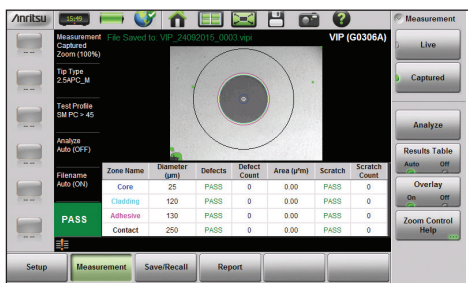 Anritsu
15:49
?
Measurement
Measurement
Captured
Zoom (100%)
File Saved to: VIP_24092015_0003.vipi
VIP (G0306A)
Tip Type
2.5APC_M
Test Profile
SM PC > 45
Analyze
Auto (OFF)
Filename
Auto (ON)
PASS
Zone Name Diameter (µm) Defects Defect Count Area (µ²m) Scratch Scratch Count
Core 25 PASS 0 0.00 PASS 0
Cladding 120 PASS 0 0.00 PASS 0
Adhesive 130 PASS 0 0.00 PASS 0
Contact 250 PASS 0 0.00 PASS 0
Live
Captured
Analyze
Results Table
Auto Off
Overlay
On Off
Zoom Control
Help
Setup Measurement Save/Recall Report